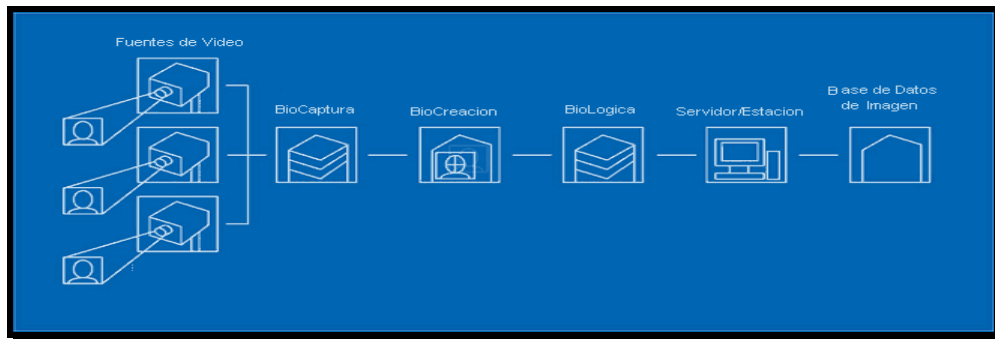 Fuentes de Video
BioCaptura
BioCreacion
BioLogica
Servidor/Estacion
Base de Datos
de Imagen